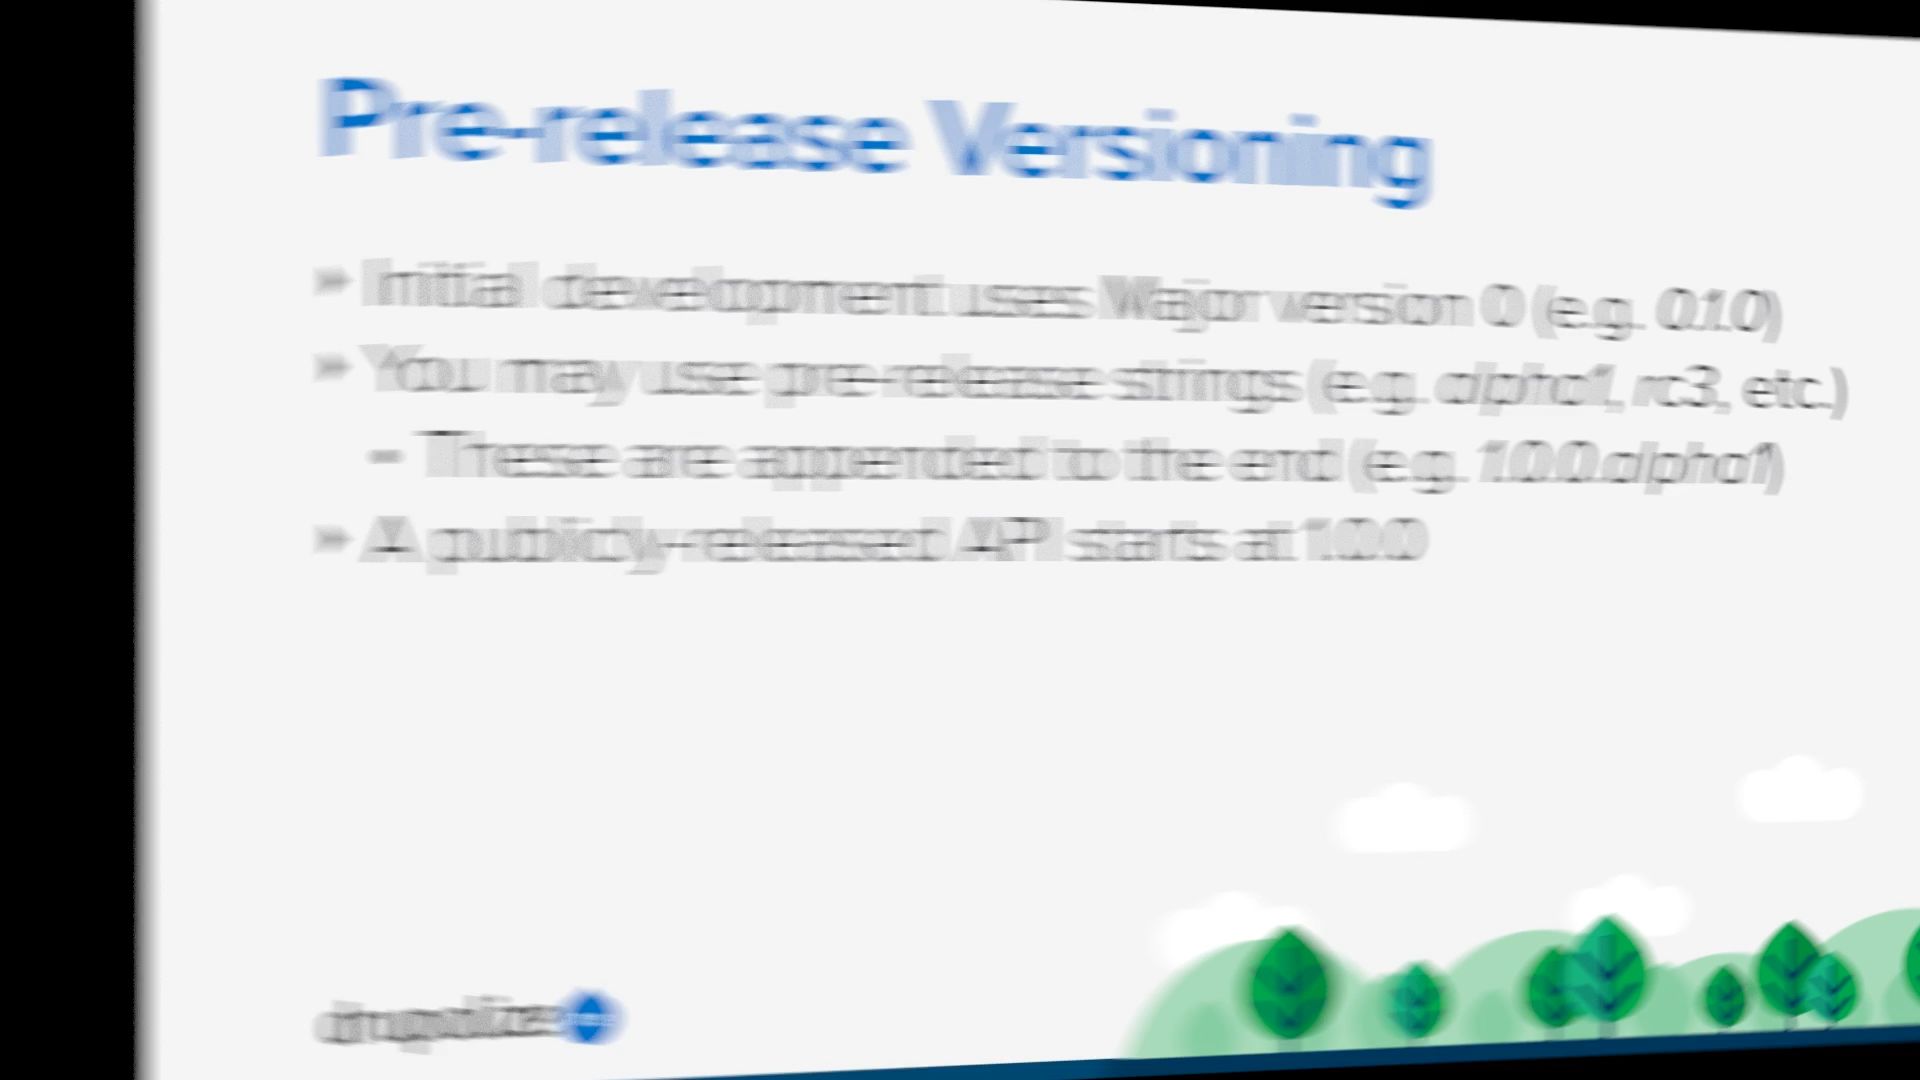 Pre-release Versioning
Initial development uses Major version 0 (e.g. 0.1.0)
You may use pre-release strings (e.g. alpha1, rc3, etc.)
– These are appended to the end (e.g. 1.0.0.alpha1)
A publicly-released API starts at 1.0.0
drupalize